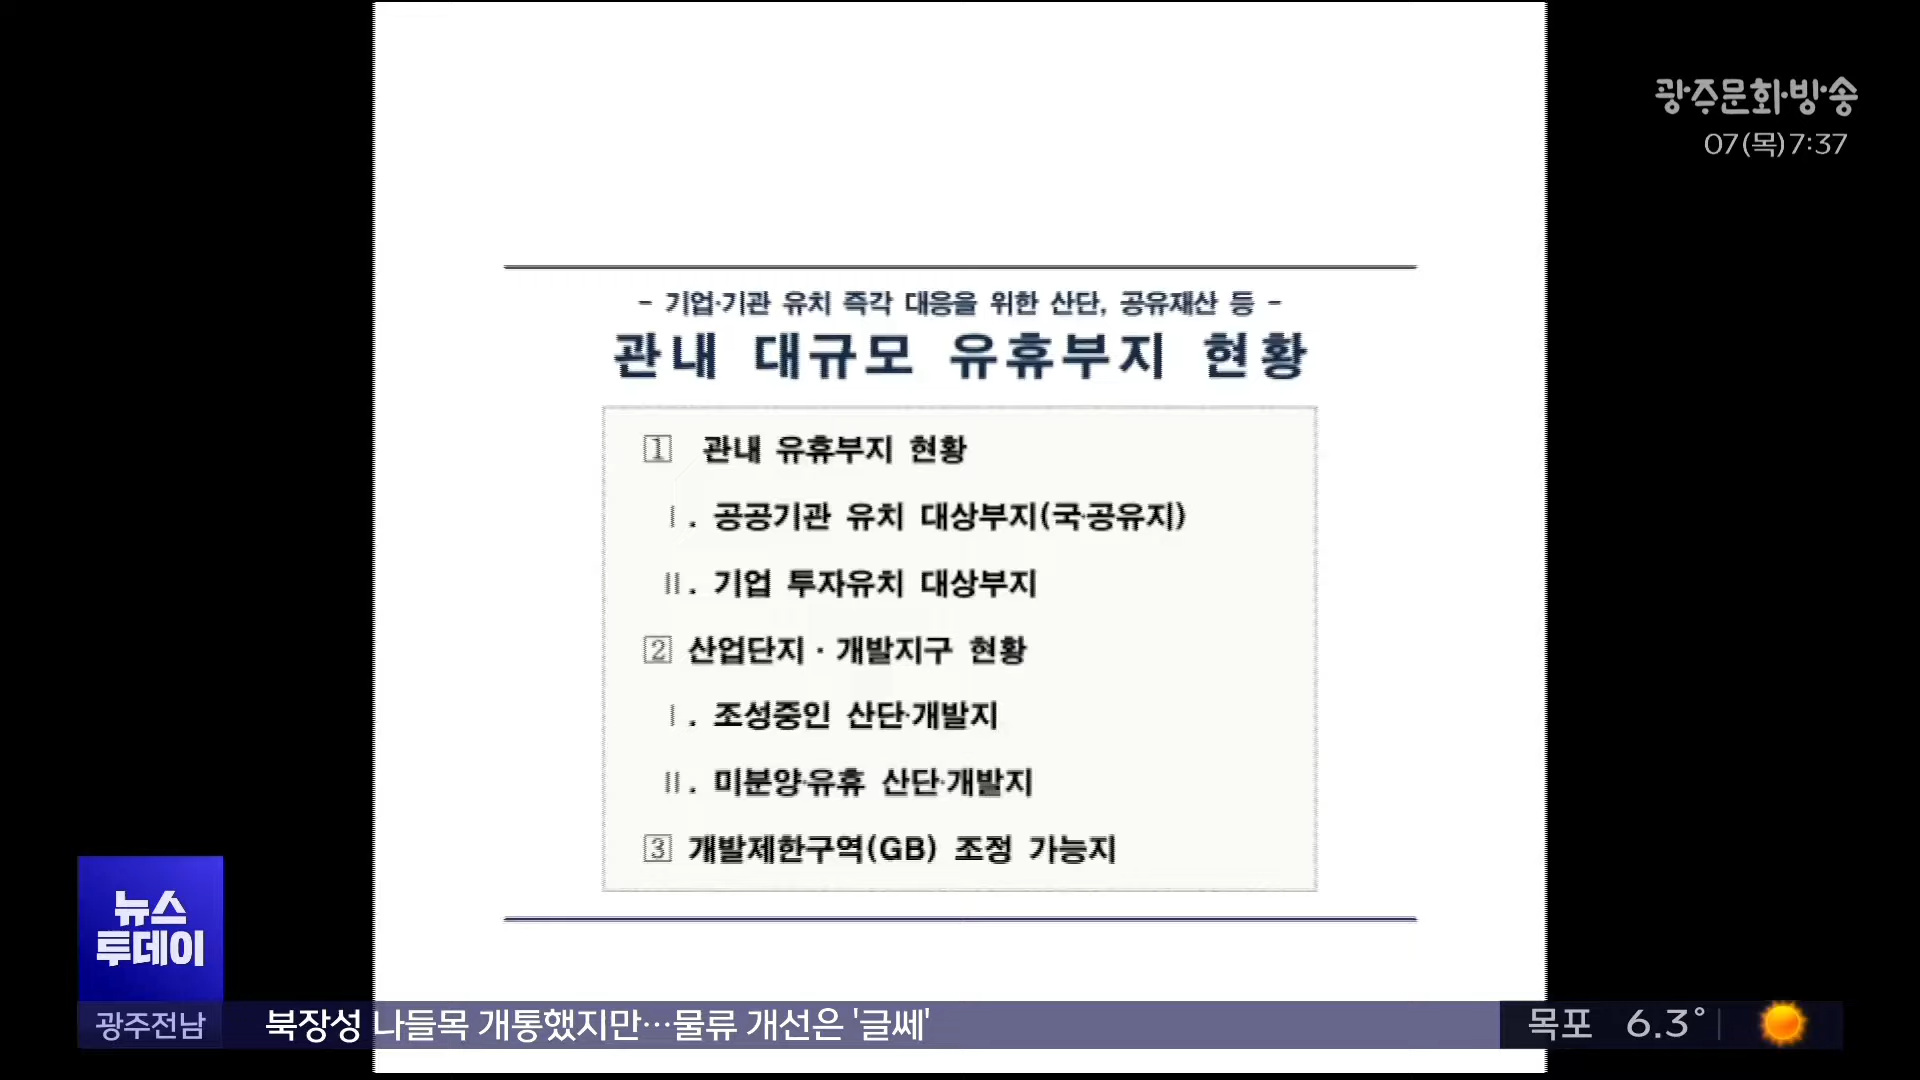 광주문화방송
07(목)7:37
- 기업·기관 유치 즉각 대응을 위한 산단, 공유재산 등 -
관내 대규모 유휴부지 현황
1 관내 유휴부지 현황
Ⅰ. 공공기관 유치 대상부지(국·공유지)
Ⅱ. 기업 투자유치 대상부지
2 산업단지 · 개발지구 현황
Ⅰ. 조성중인 산단·개발지
Ⅱ. 미분양·유휴 산단·개발지
3 개발제한구역(GB) 조정 가능지
뉴스
투데이
광주전남 북장성 나들목 개통했지만…물류 개선은 '글쎄' 목포 6.3°